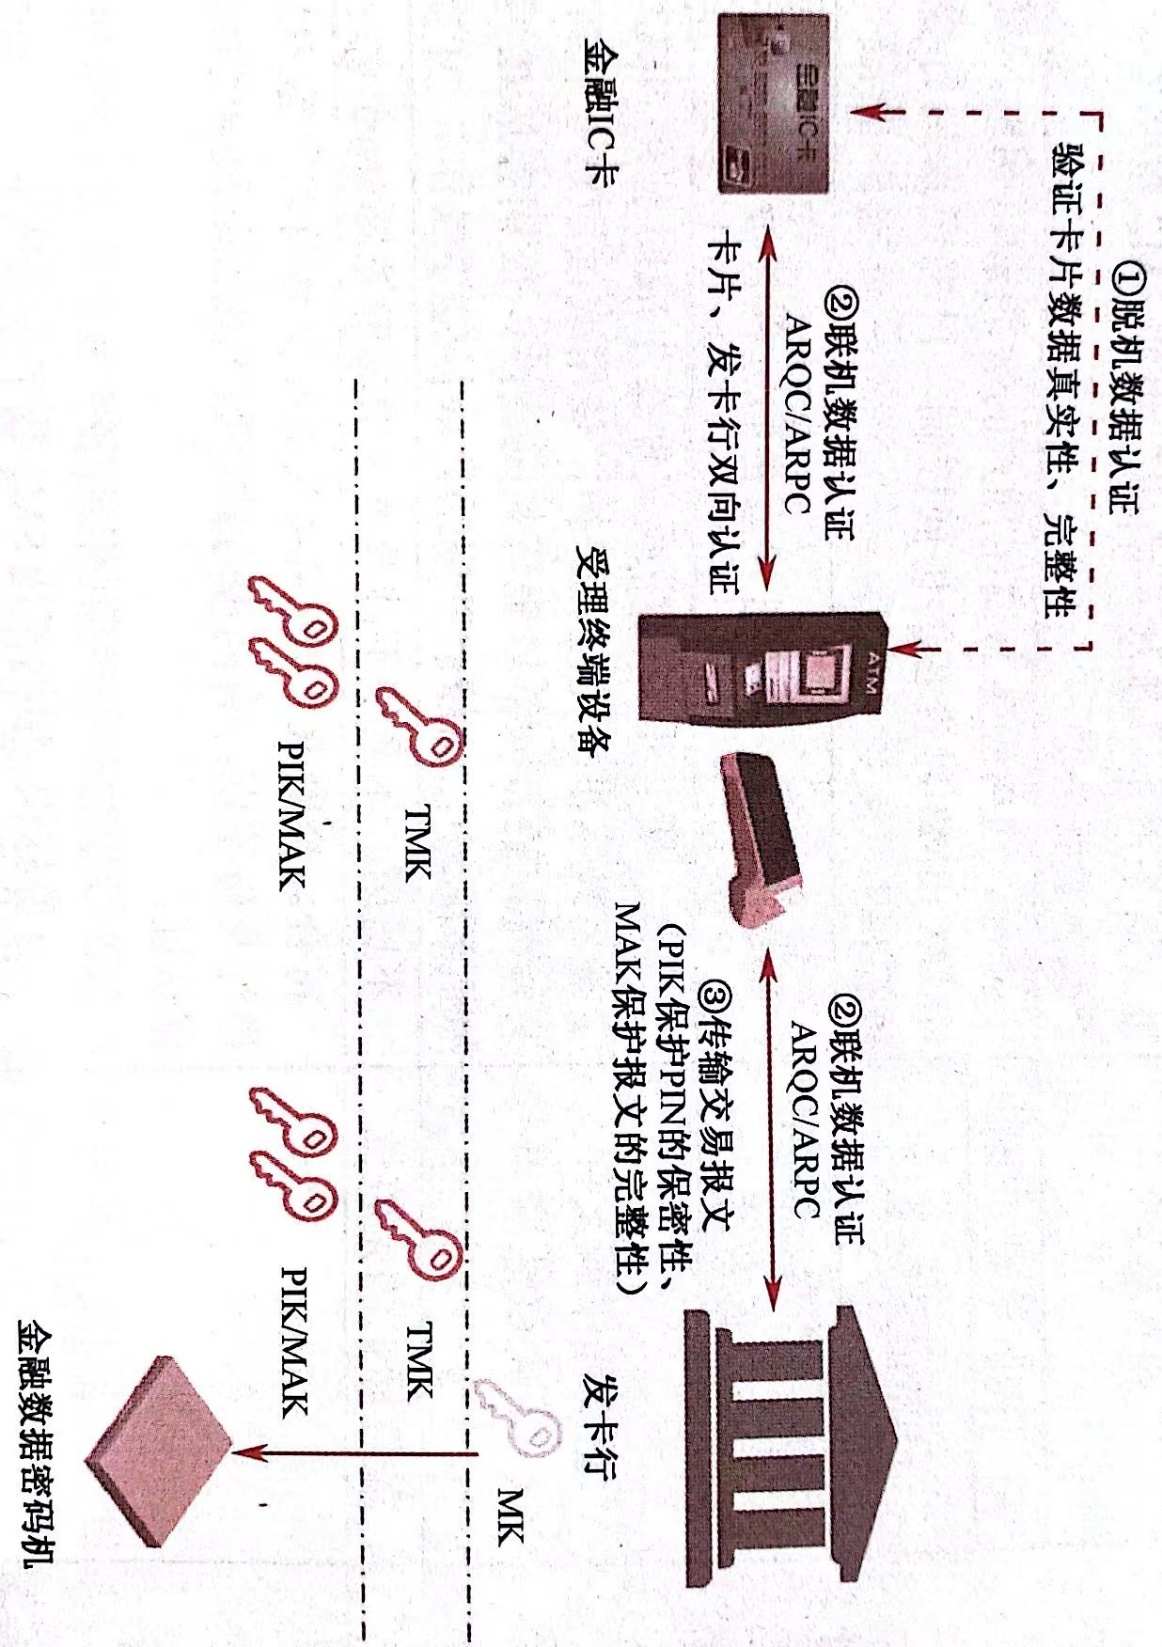 ①脱机数据认证
验证卡片数据真实性、完整性
金融IC卡
金融IC卡
②联机数据认证
ARQC/ARPC
卡片、发卡行双向认证
ATM
受理终端设备
②联机数据认证
ARQC/ARPC
③传输交易报文
(PIK保护PIN的保密性、
MAK保护报文的完整性)
发卡行
MK
TMK
TMK
PIK/MAK
PIK/MAK
金融数据密码机